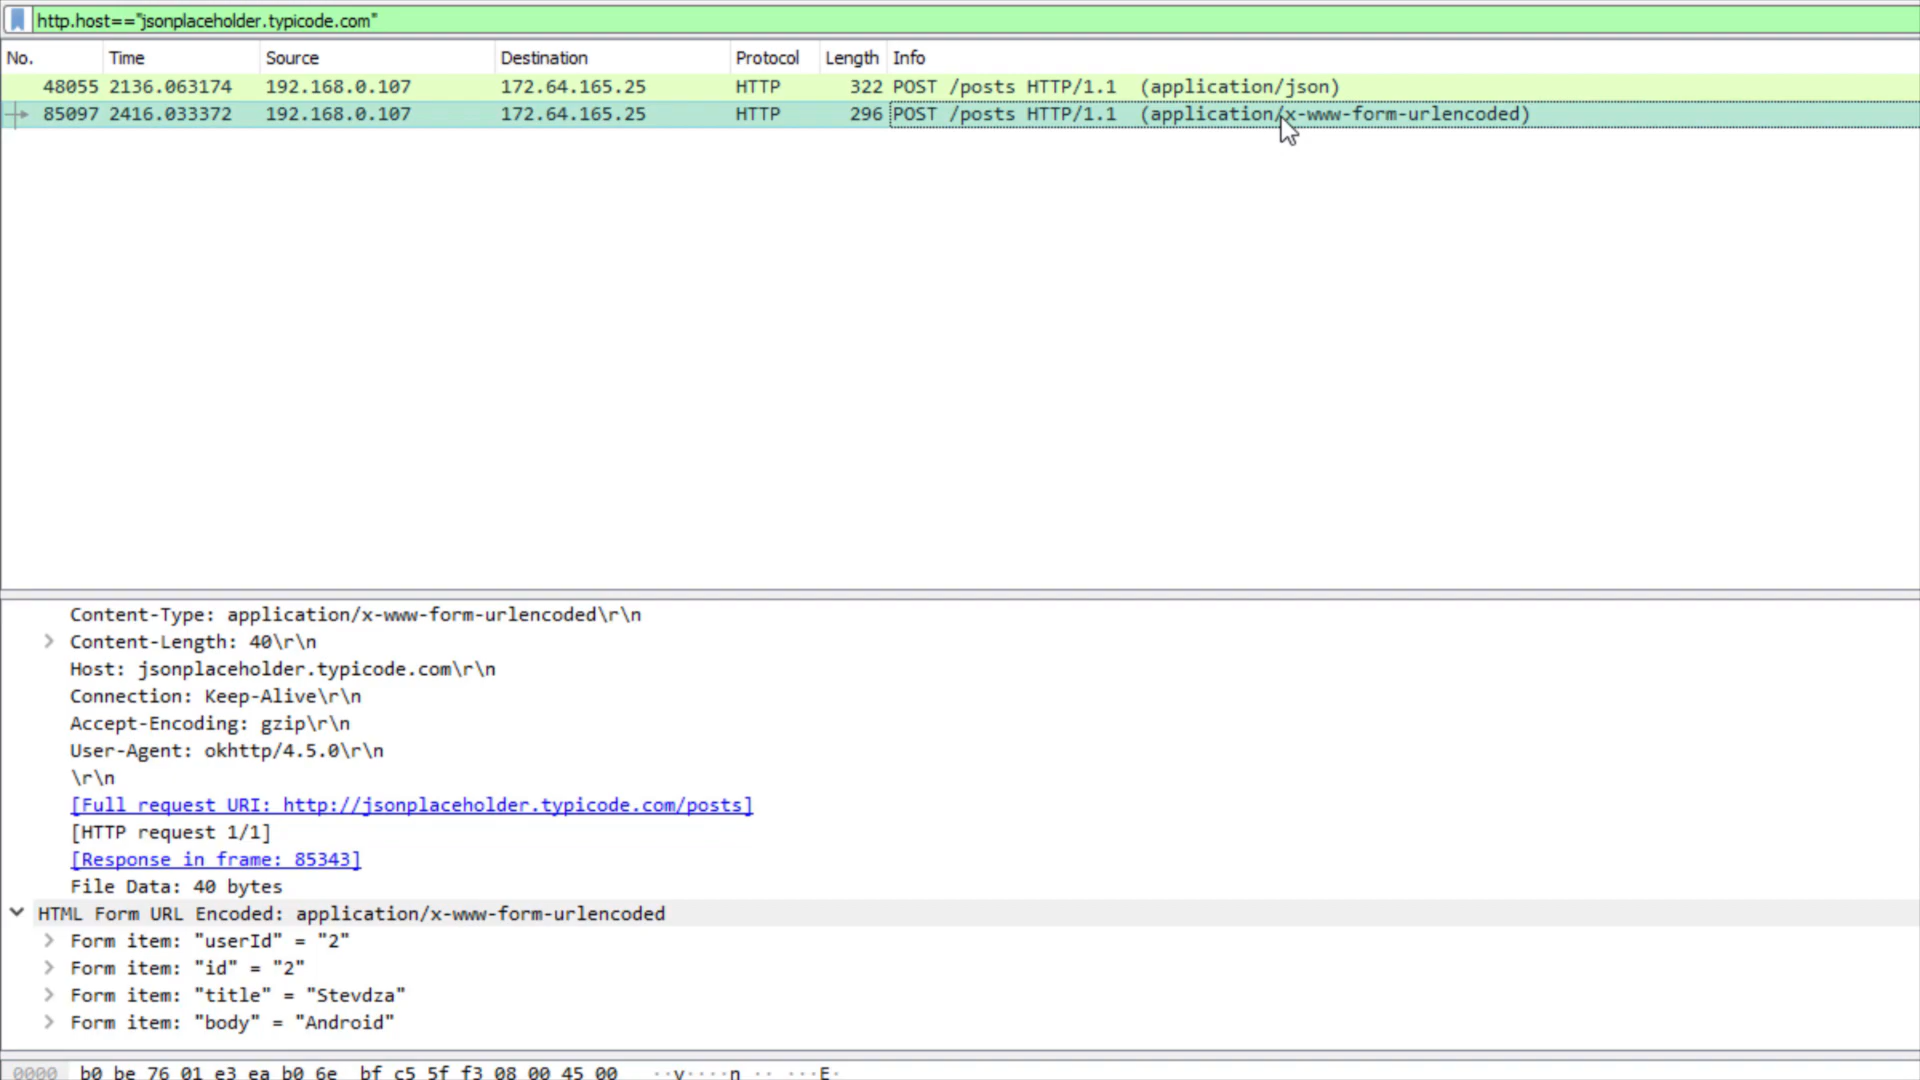 http.host=="jsonplaceholder.typicode.com"
No. Time Source Destination Protocol Length Info
48055 2136.063174 192.168.0.107 172.64.165.25 HTTP 322 POST /posts HTTP/1.1 (application/json)
85097 2416.033372 192.168.0.107 172.64.165.25 HTTP 296 POST /posts HTTP/1.1 (application/x-www-form-urlencoded)
Content-Type: application/x-www-form-urlencoded\r\n
Content-Length: 40\r\n
Host: jsonplaceholder.typicode.com\r\n
Connection: Keep-Alive\r\n
Accept-Encoding: gzip\r\n
User-Agent: okhttp/4.5.0\r\n
\r\n
[Full request URI: http://jsonplaceholder.typicode.com/posts]
[HTTP request 1/1]
[Response in frame: 85343]
File Data: 40 bytes
HTML Form URL Encoded: application/x-www-form-urlencoded
Form item: "userId" = "2"
Form item: "id" = "2"
Form item: "title" = "Stevdza"
Form item: "body" = "Android"
0000 b0 be 76 01 e3 ea b0 6e bf c5 5f f3 08 00 45 00 ··v····n ·· ···E·